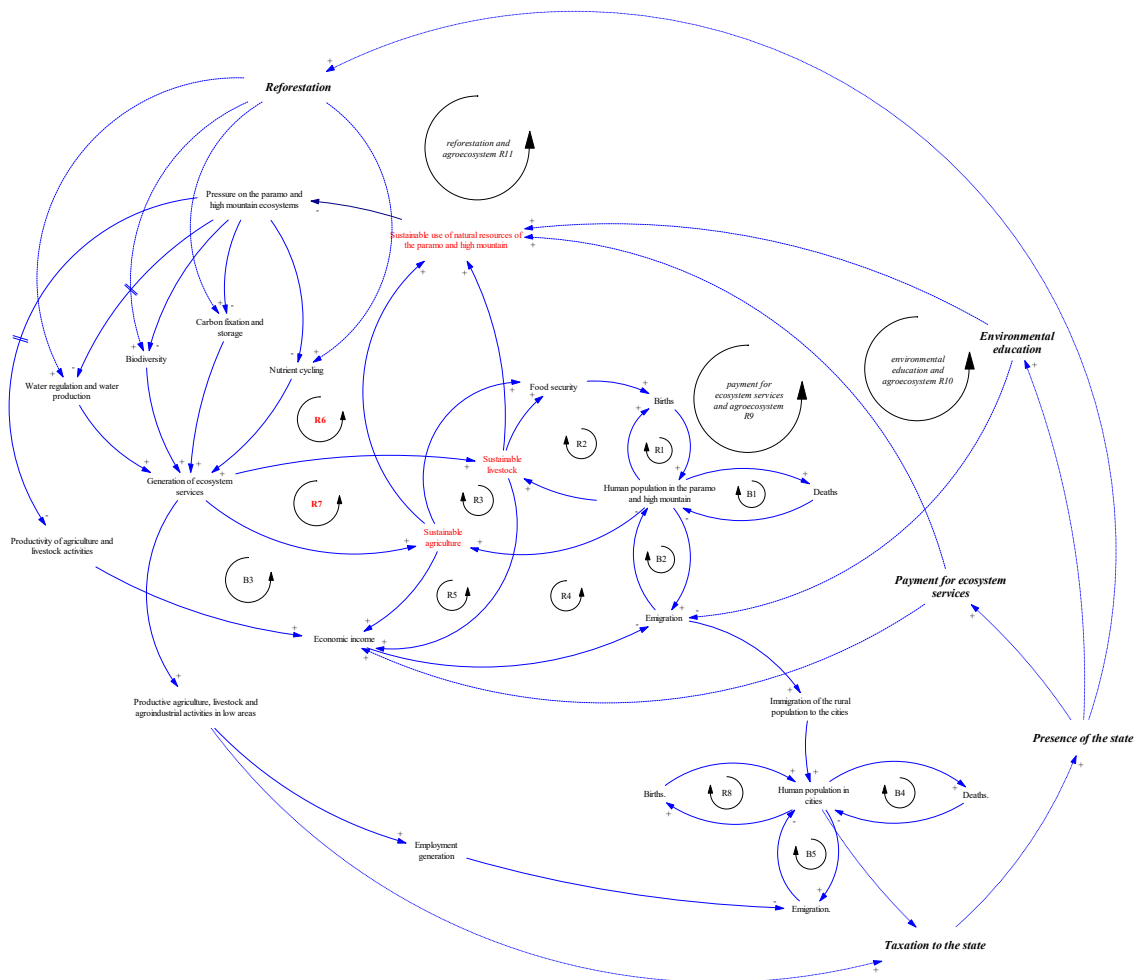 Reforestation
reforestation and
agroecosystem R11
Pressure on the paramo and
high mountain ecosystems
Sustainable use of natural resources of
the paramo and high mountain
Carbon fixation and
storage
Biodiversity
Nutrient cycling
Water regulation and water
production
Environmental
education
environmental
education and
agroecosystem R10
payment for
ecosystem services
and agroecosystem
R9
Food security
Births
R6
R2
R1
Sustainable
livestock
Generation of ecosystem
services
Human population in the paramo
and high mountain
Deaths
B1
R7
R3
Productivity of agriculture and
livestock activities
Sustainable
agriculture
B2
B3
R5
R4
Payment for ecosystem
services
Economic income
Emigration
Productive agriculture, livestock and
agroindustrial activities in low areas
Immigration of the rural
population to the cities
Presence of the state
Births.
R8
Human population in
cities
B4
Deaths.
Employment
generation
B5
Emigration.
Taxation to the state